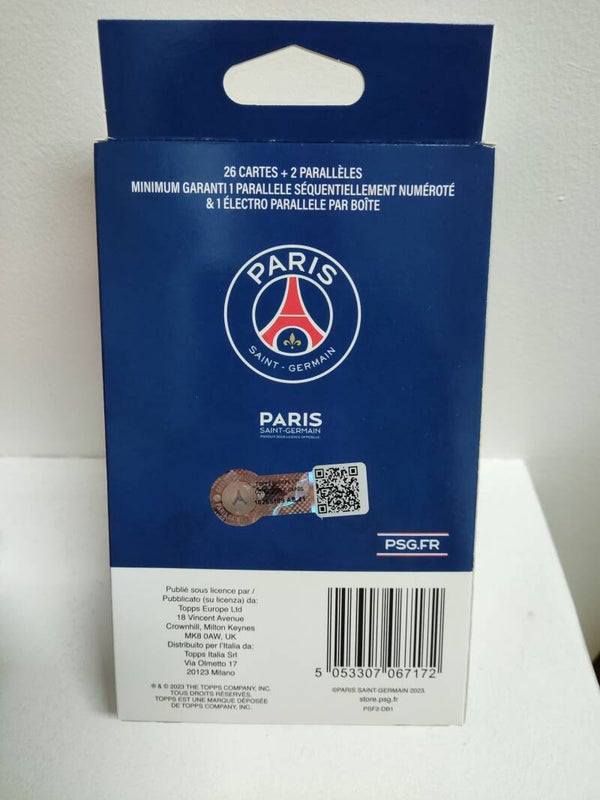 26 CARTES + 2 PARALLÈLES
MINIMUM GARANTI 1 PARALLELE SÉQUENTIELLEMENT NUMÉROTÉ
& 1 ÉLECTRO PARALLELE PAR BOÎTE
PARIS
SAINT-GERMAIN
PARIS
SAINT-GERMAIN
PRODUIT SOUS LICENCE OFFICIELLE
PSG.FR
Publié sous licence par /
Pubblicato (su licenza) da:
Topps Europe Ltd
18 Vincent Avenue
Crownhill, Milton Keynes
MK8 0AW, UK
Distribuito per l'Italia da:
Topps Italia Srl
Via Olmetto 17
20123 Milano
® & © 2023 THE TOPPS COMPANY, INC.
TOUS DROITS RÉSERVÉS.
TOPPS EST UNE MARQUE DÉPOSÉE
DE TOPPS COMPANY, INC.
5 053307 067172
©PARIS SAINT-GERMAIN 2023.
store.psg.fr
PSF2-DB1